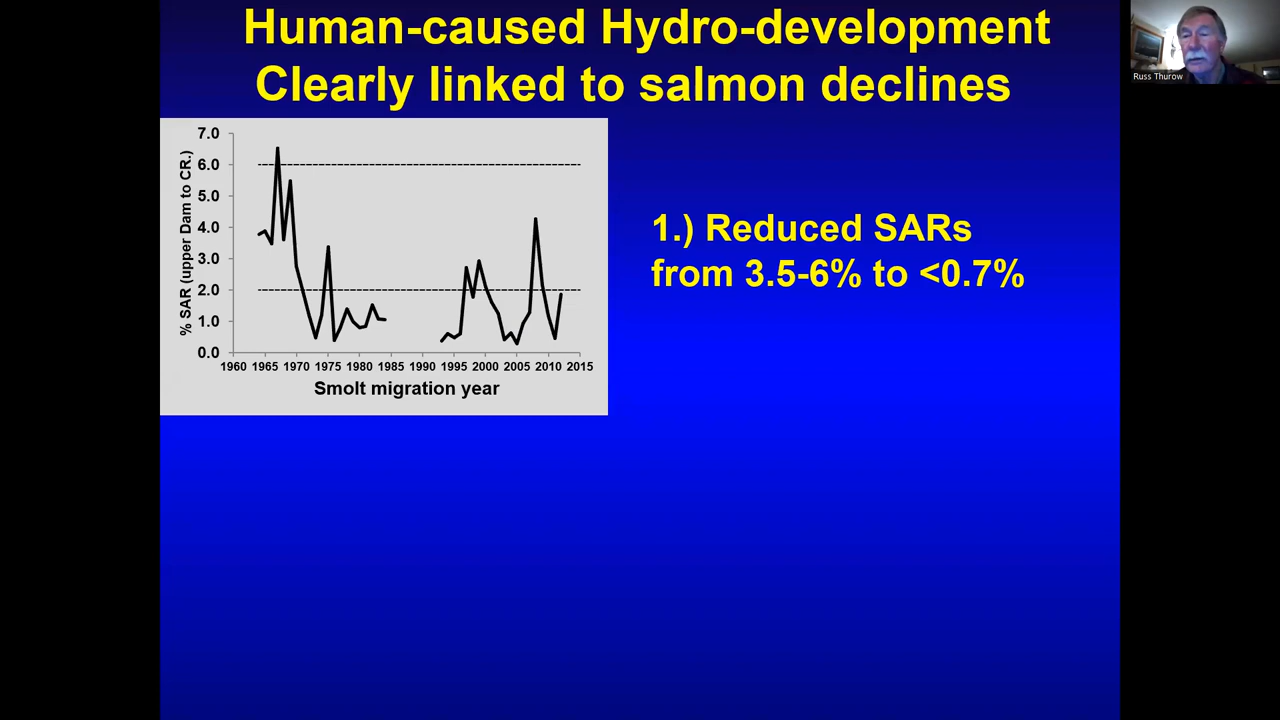 Human-caused Hydro-development
Clearly linked to salmon declines
Russ Thurow
7.0
6.0
5.0
4.0
3.0
2.0
1.0
0.0
% SAR (upper Dam to CR.)
1960 1965 1970 1975 1980 1985 1990 1995 2000 2005 2010 2015
Smolt migration year
1.) Reduced SARs
from 3.5-6% to <0.7%